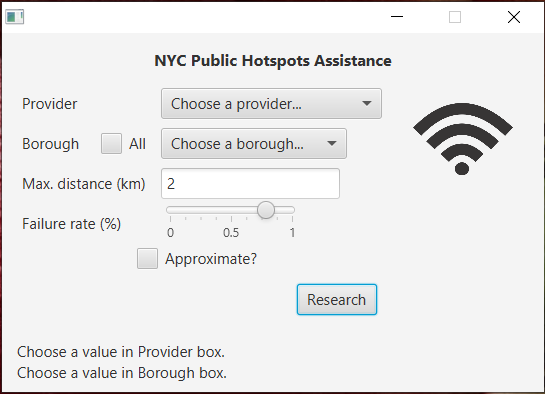 NYC Public Hotspots Assistance
Provider Choose a provider...
Borough All Choose a borough...
Max. distance (km) 2
Failure rate (%)
0 0.5 1
Approximate?
Research
Choose a value in Provider box.
Choose a value in Borough box.